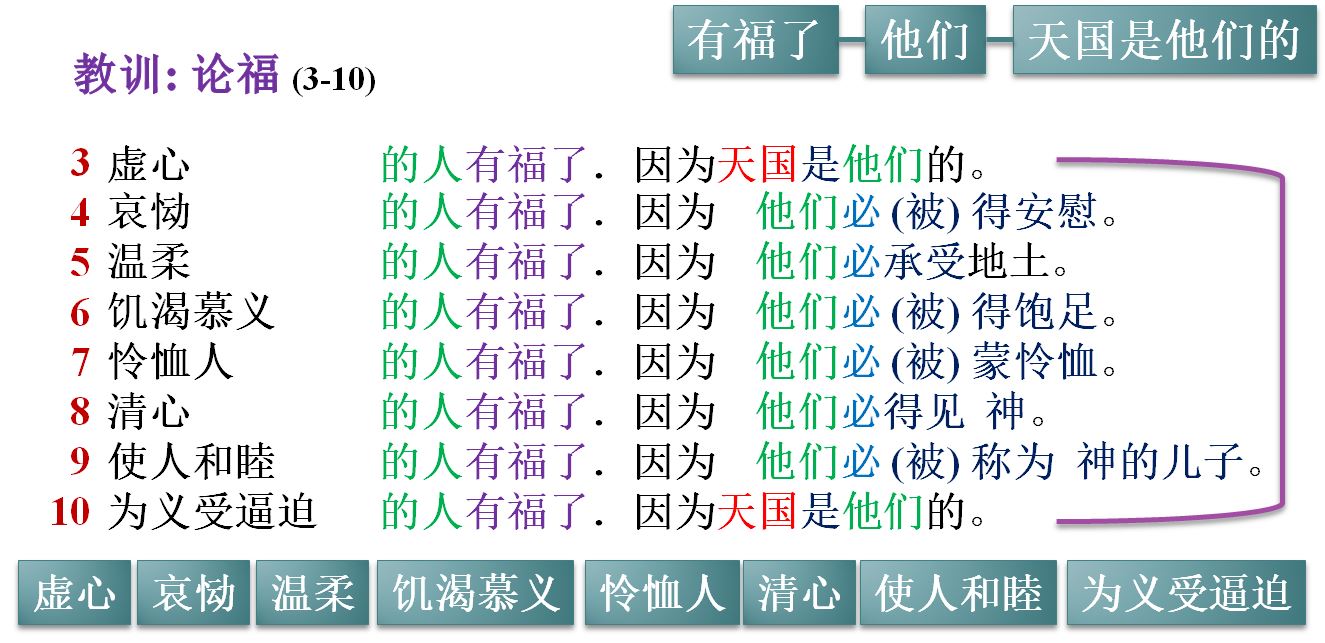 有福了 他们 天国是他们的
教训: 论福 (3-10)
3 虚心 的人有福了．因为天国是他们的。
4 哀恸 的人有福了．因为 他们必 (被) 得安慰。
5 温柔 的人有福了．因为 他们必承受地土。
6 饥渴慕义 的人有福了．因为 他们必 (被) 得饱足。
7 怜恤人 的人有福了．因为 他们必 (被) 蒙怜恤。
8 清心 的人有福了．因为 他们必得见 神。
9 使人和睦 的人有福了．因为 他们必 (被) 称为 神的儿子。
10 为义受逼迫 的人有福了．因为天国是他们的。
虚心 哀恸 温柔 饥渴慕义 怜恤人 清心 使人和睦 为义受逼迫